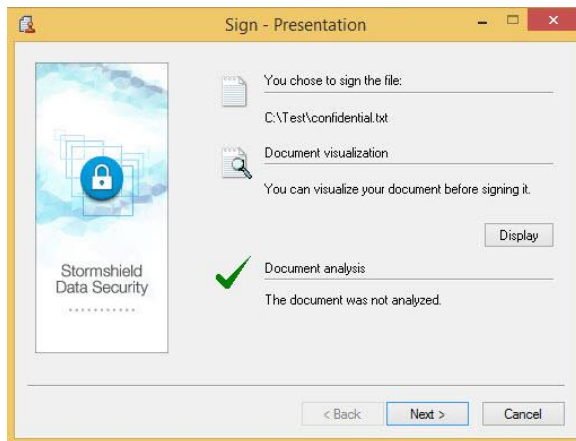 Sign - Presentation
You chose to sign the file:
C:\Test\confidential.txt
Document visualization
You can visualize your document before signing it.
Display
Stormshield
Data Security
Document analysis
The document was not analyzed.
< Back
Next >
Cancel